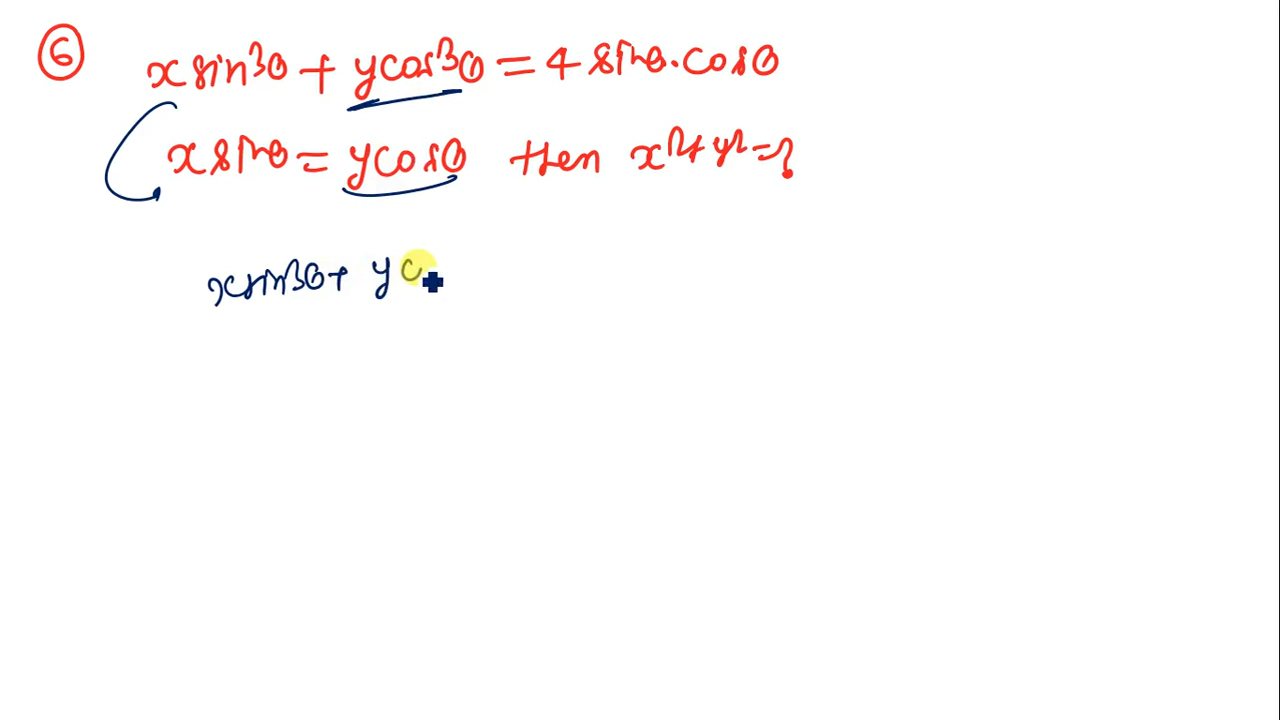 ⑥ x sin³θ + y cos³θ = 4 sinθ · cosθ
x sinθ = y cosθ then x² + y² = ?
x sin³θ + y c